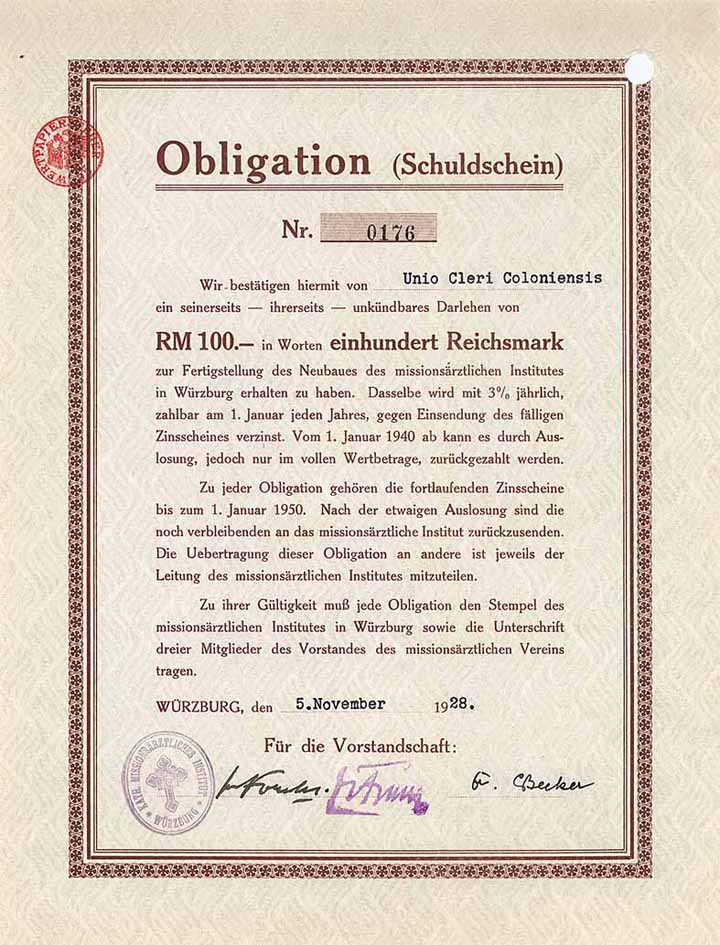 Obligation (Schuldschein)
Nr. 0176
Wir bestätigen hiermit von Unio Cleri Coloniensis
ein seinerseits — ihrerseits — unkündbares Darlehen von
RM 100.— in Worten einhundert Reichsmark
zur Fertigstellung des Neubaues des missionsärztlichen Institutes
in Würzburg erhalten zu haben. Dasselbe wird mit 3% jährlich,
zahlbar am 1. Januar jeden Jahres, gegen Einsendung des fälligen
Zinsscheines verzinst. Vom 1. Januar 1940 ab kann es durch Aus-
losung, jedoch nur im vollen Wertbetrage, zurückgezahlt werden.
Zu jeder Obligation gehören die fortlaufenden Zinsscheine
bis zum 1. Januar 1950. Nach der etwaigen Auslosung sind die
noch verbleibenden an das missionsärztliche Institut zurückzusenden.
Die Uebertragung dieser Obligation an andere ist jeweils der
Leitung des missionsärztlichen Institutes mitzuteilen.
Zu ihrer Gültigkeit muß jede Obligation den Stempel des
missionsärztlichen Institutes in Würzburg sowie die Unterschrift
dreier Mitglieder des Vorstandes des missionsärztlichen Vereins
tragen.
WÜRZBURG, den 5.November 1928.
Für die Vorstandschaft:
KATH. MISSIONSÄRZTLICHES INSTITUT
WÜRZBURG
F. Becker